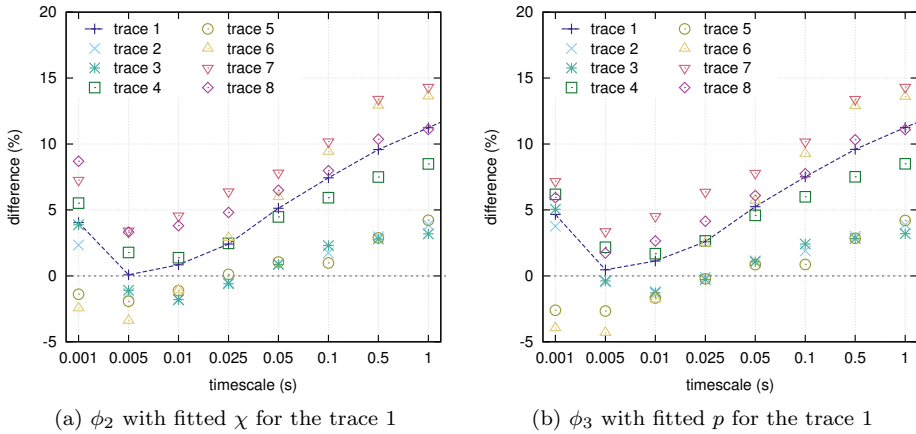 20
15
10
5
0
-5
difference (%)
trace 1
trace 2
trace 3
trace 4
trace 5
trace 6
trace 7
trace 8
0.001 0.005 0.01 0.025 0.05 0.1 0.5 1
timescale (s)
(a) ϕ₂ with fitted χ for the trace 1
20
15
10
5
0
-5
difference (%)
trace 1
trace 2
trace 3
trace 4
trace 5
trace 6
trace 7
trace 8
0.001 0.005 0.01 0.025 0.05 0.1 0.5 1
timescale (s)
(b) ϕ₃ with fitted p for the trace 1